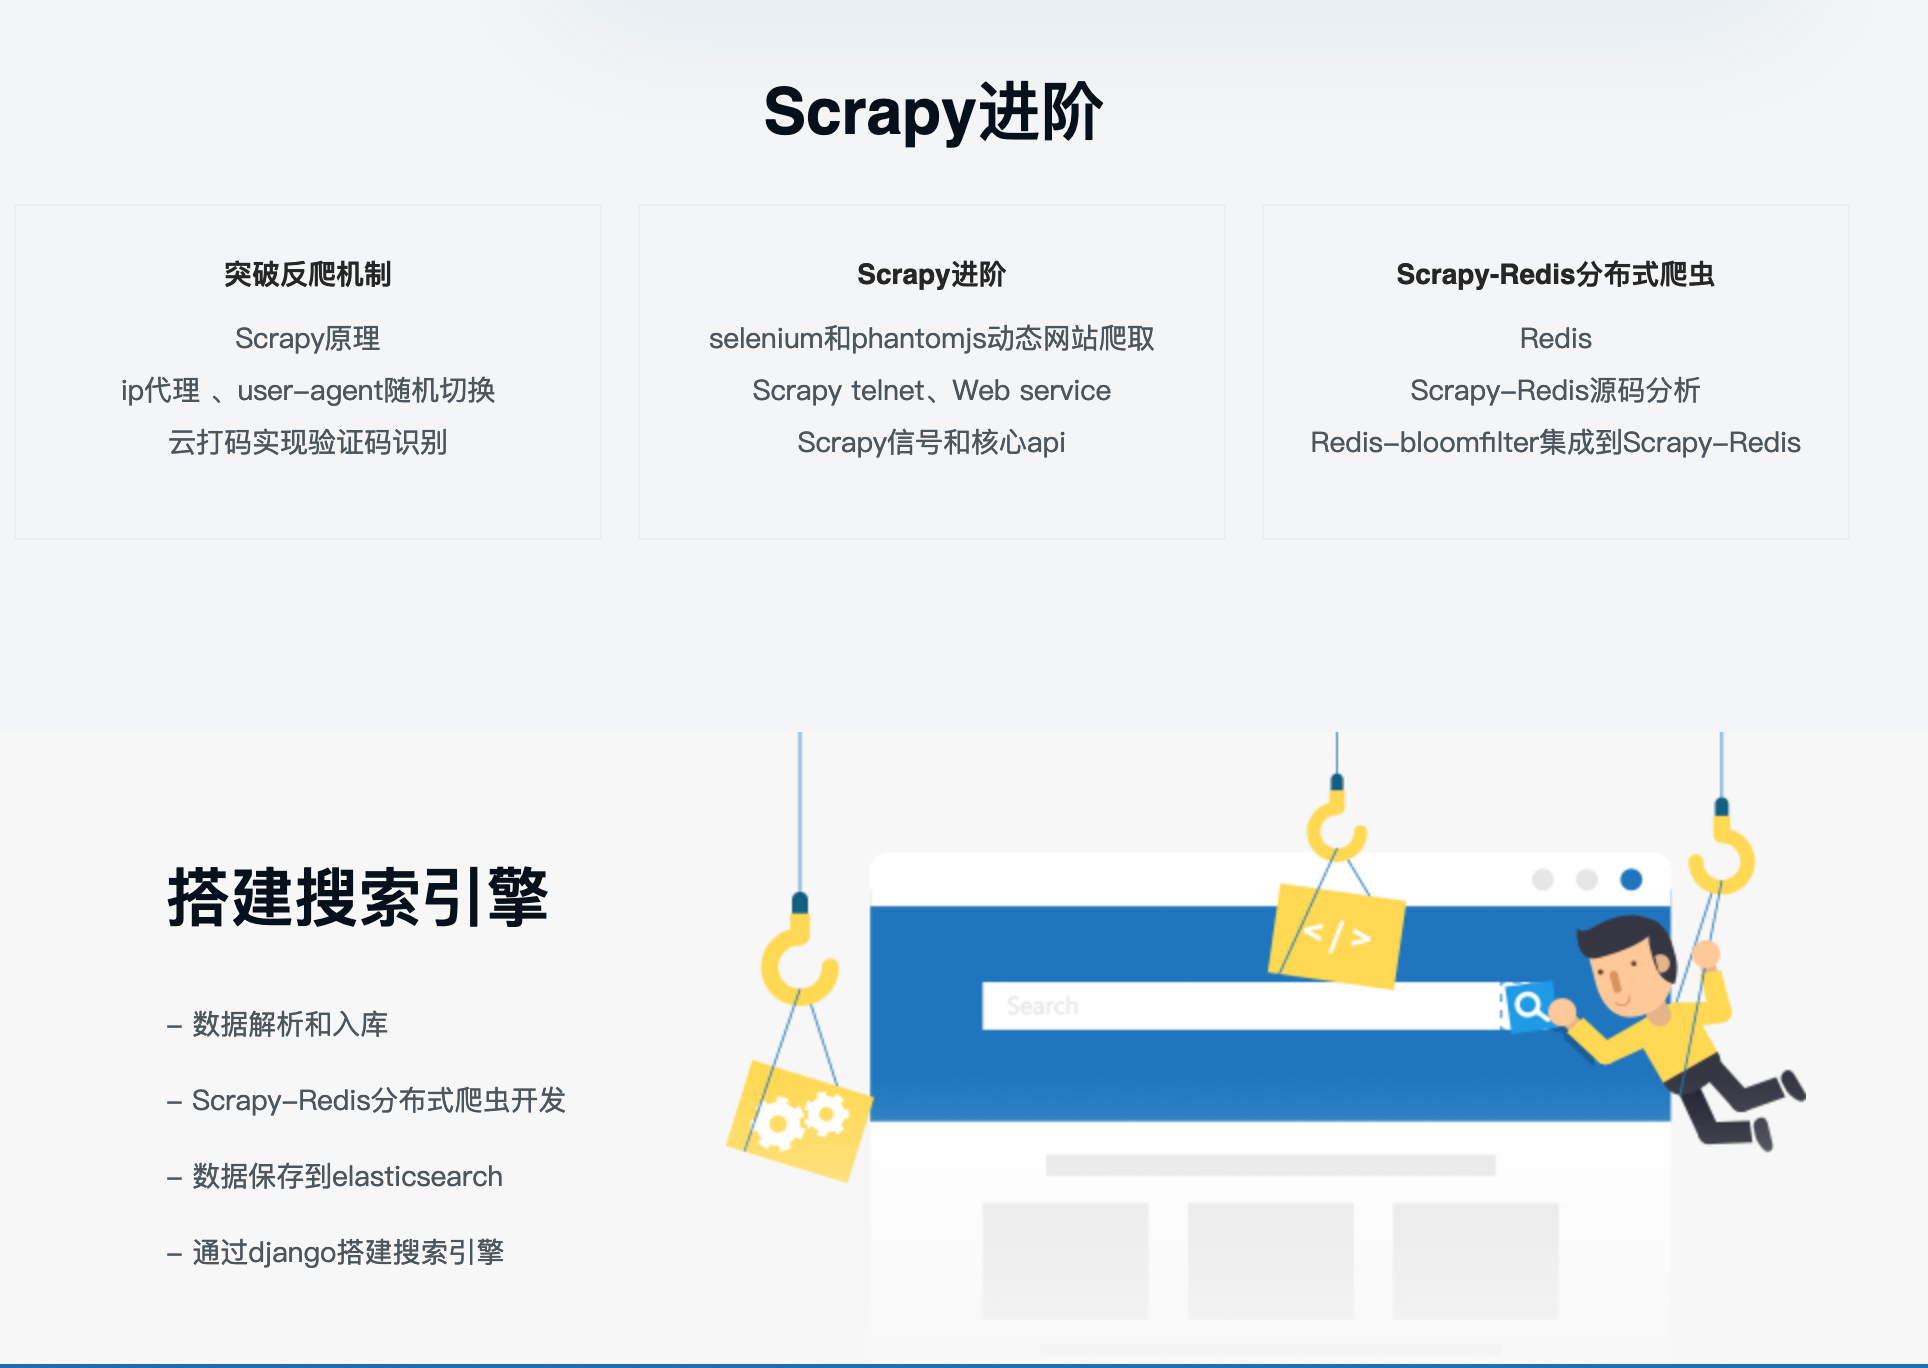 Scrapy进阶
突破反爬机制
Scrapy原理
ip代理 、user-agent随机切换
云打码实现验证码识别
Scrapy进阶
selenium和phantomjs动态网站爬取
Scrapy telnet、Web service
Scrapy信号和核心api
Scrapy-Redis分布式爬虫
Redis
Scrapy-Redis源码分析
Redis-bloomfilter集成到Scrapy-Redis
搭建搜索引擎
- 数据解析和入库
- Scrapy-Redis分布式爬虫开发
- 数据保存到elasticsearch
- 通过django搭建搜索引擎
</>
Search